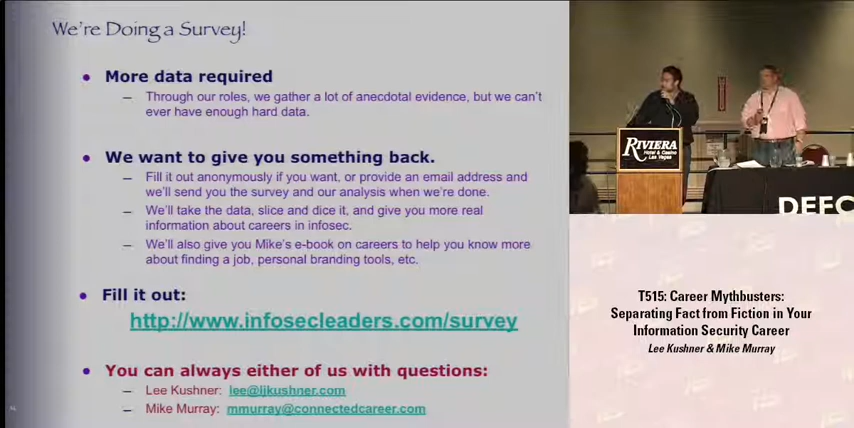 We're Doing a Survey!
More data required
Through our roles, we gather a lot of anecdotal evidence, but we can't
ever have enough hard data.
We want to give you something back.
Fill it out anonymously if you want, or provide an email address and
we'll send you the survey and our analysis when we're done.
We'll take the data, slice and dice it, and give you more real
information about careers in infosec.
We'll also give you Mike's e-book on careers to help you know more
about finding a job, personal branding tools, etc.
Fill it out:
http://www.infosecleaders.com/survey
You can always either of us with questions:
Lee Kushner: lee@ljkushner.com
Mike Murray: mmurray@connectedcareer.com
RIVIERA
Hotel & Casino
Las Vegas
DEFC
T515: Career Mythbusters:
Separating Fact from Fiction in Your
Information Security Career
Lee Kushner & Mike Murray